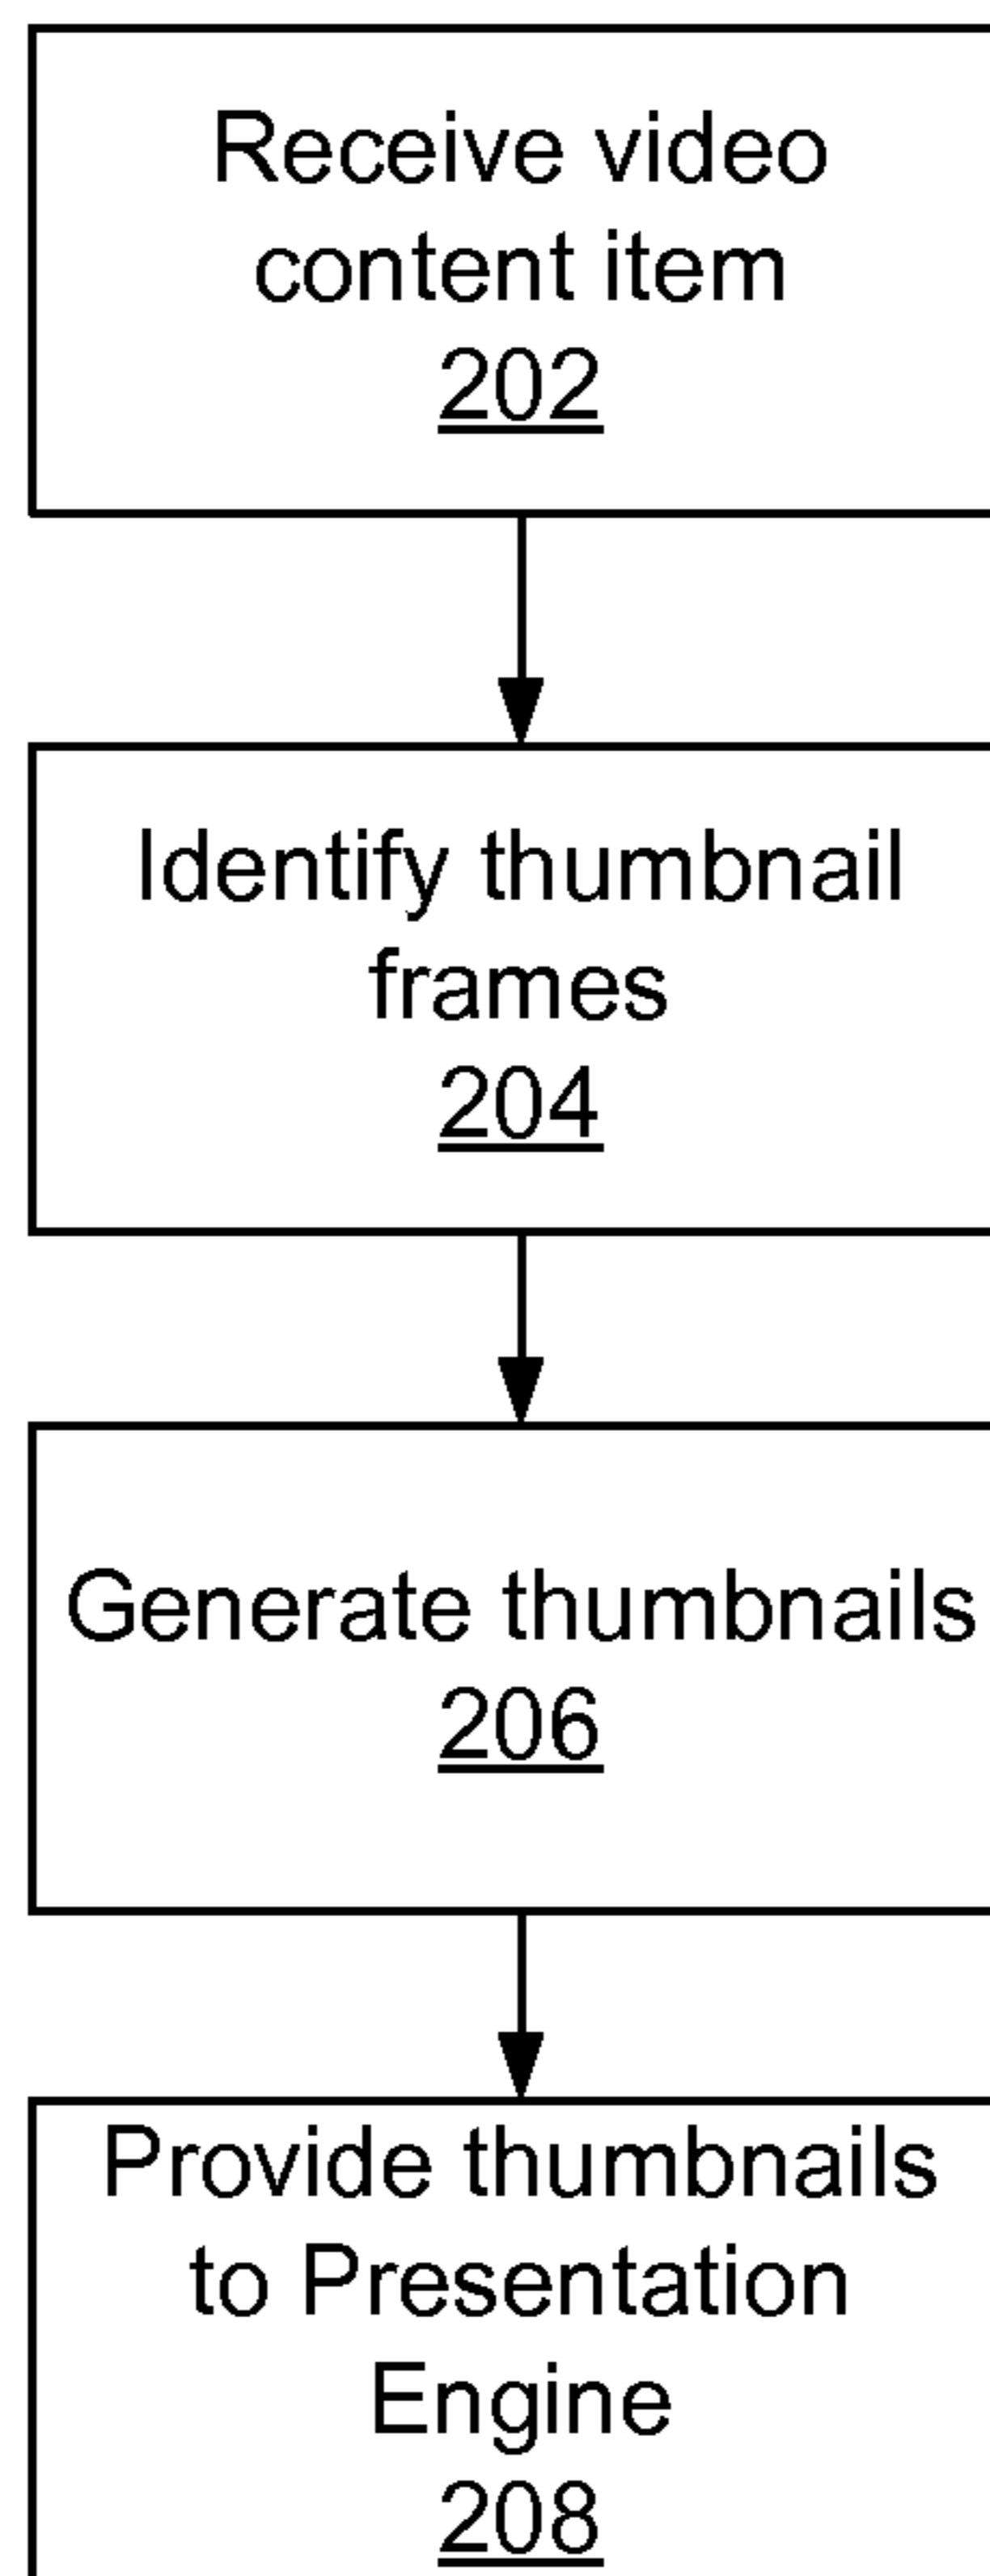 Receive video
content item
202
Identify thumbnail
frames
204
Generate thumbnails
206
Provide thumbnails
to Presentation
Engine
208